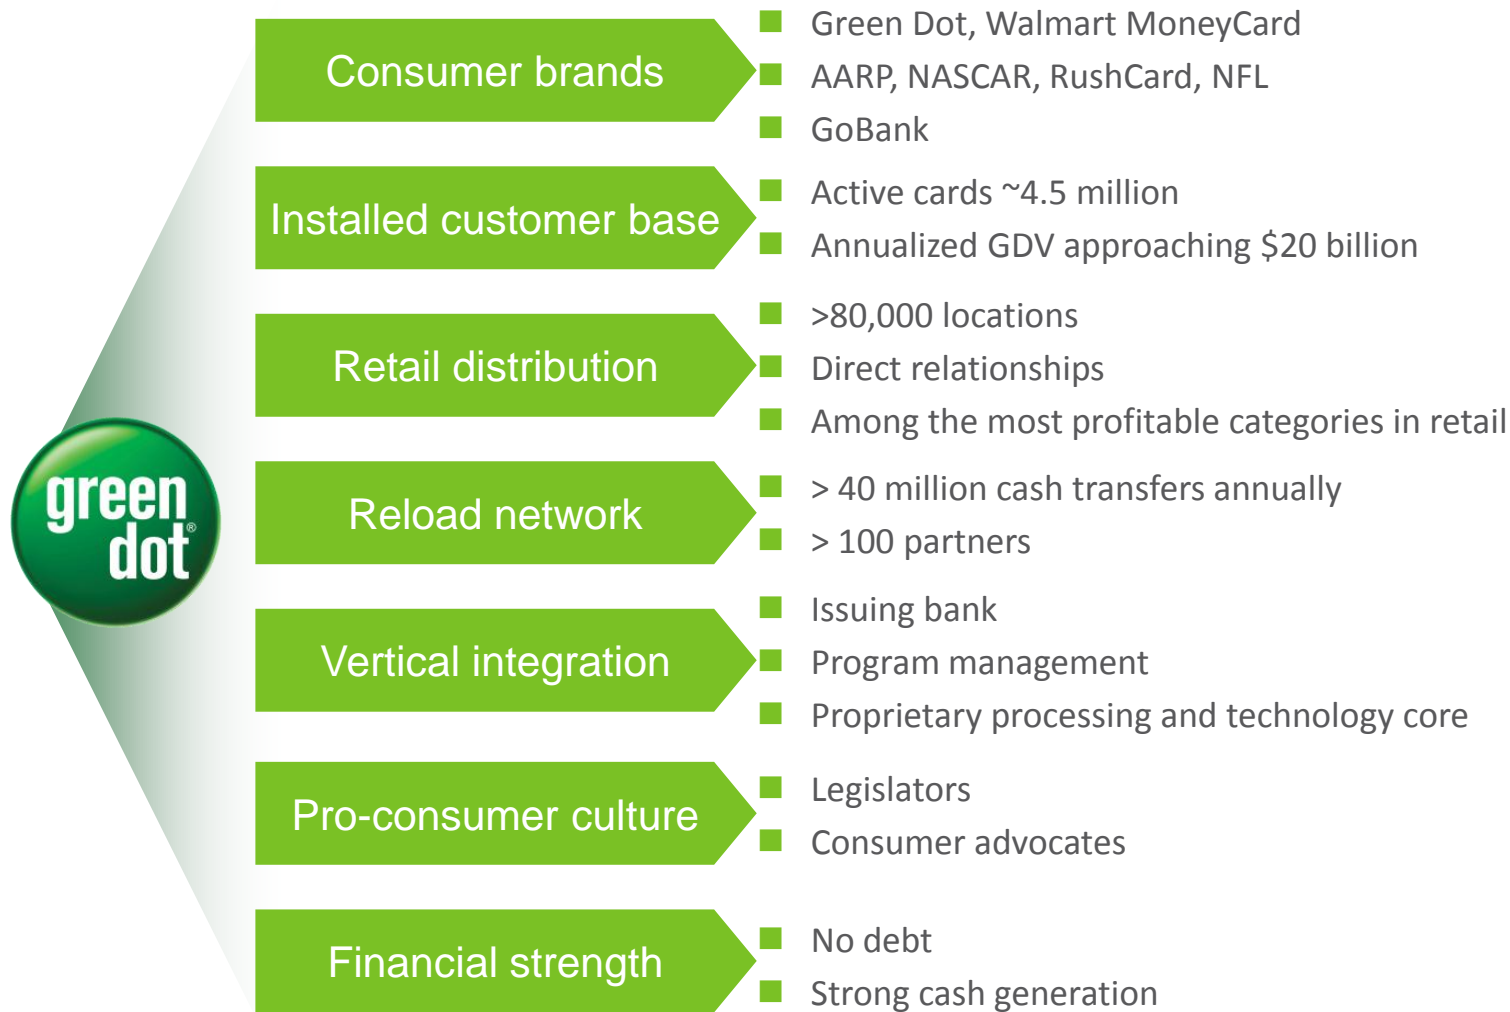 green
dot®
Consumer brands
Green Dot, Walmart MoneyCard
AARP, NASCAR, RushCard, NFL
GoBank
Installed customer base
Active cards ~4.5 million
Annualized GDV approaching $20 billion
Retail distribution
>80,000 locations
Direct relationships
Among the most profitable categories in retail
Reload network
> 40 million cash transfers annually
> 100 partners
Vertical integration
Issuing bank
Program management
Proprietary processing and technology core
Pro-consumer culture
Legislators
Consumer advocates
Financial strength
No debt
Strong cash generation